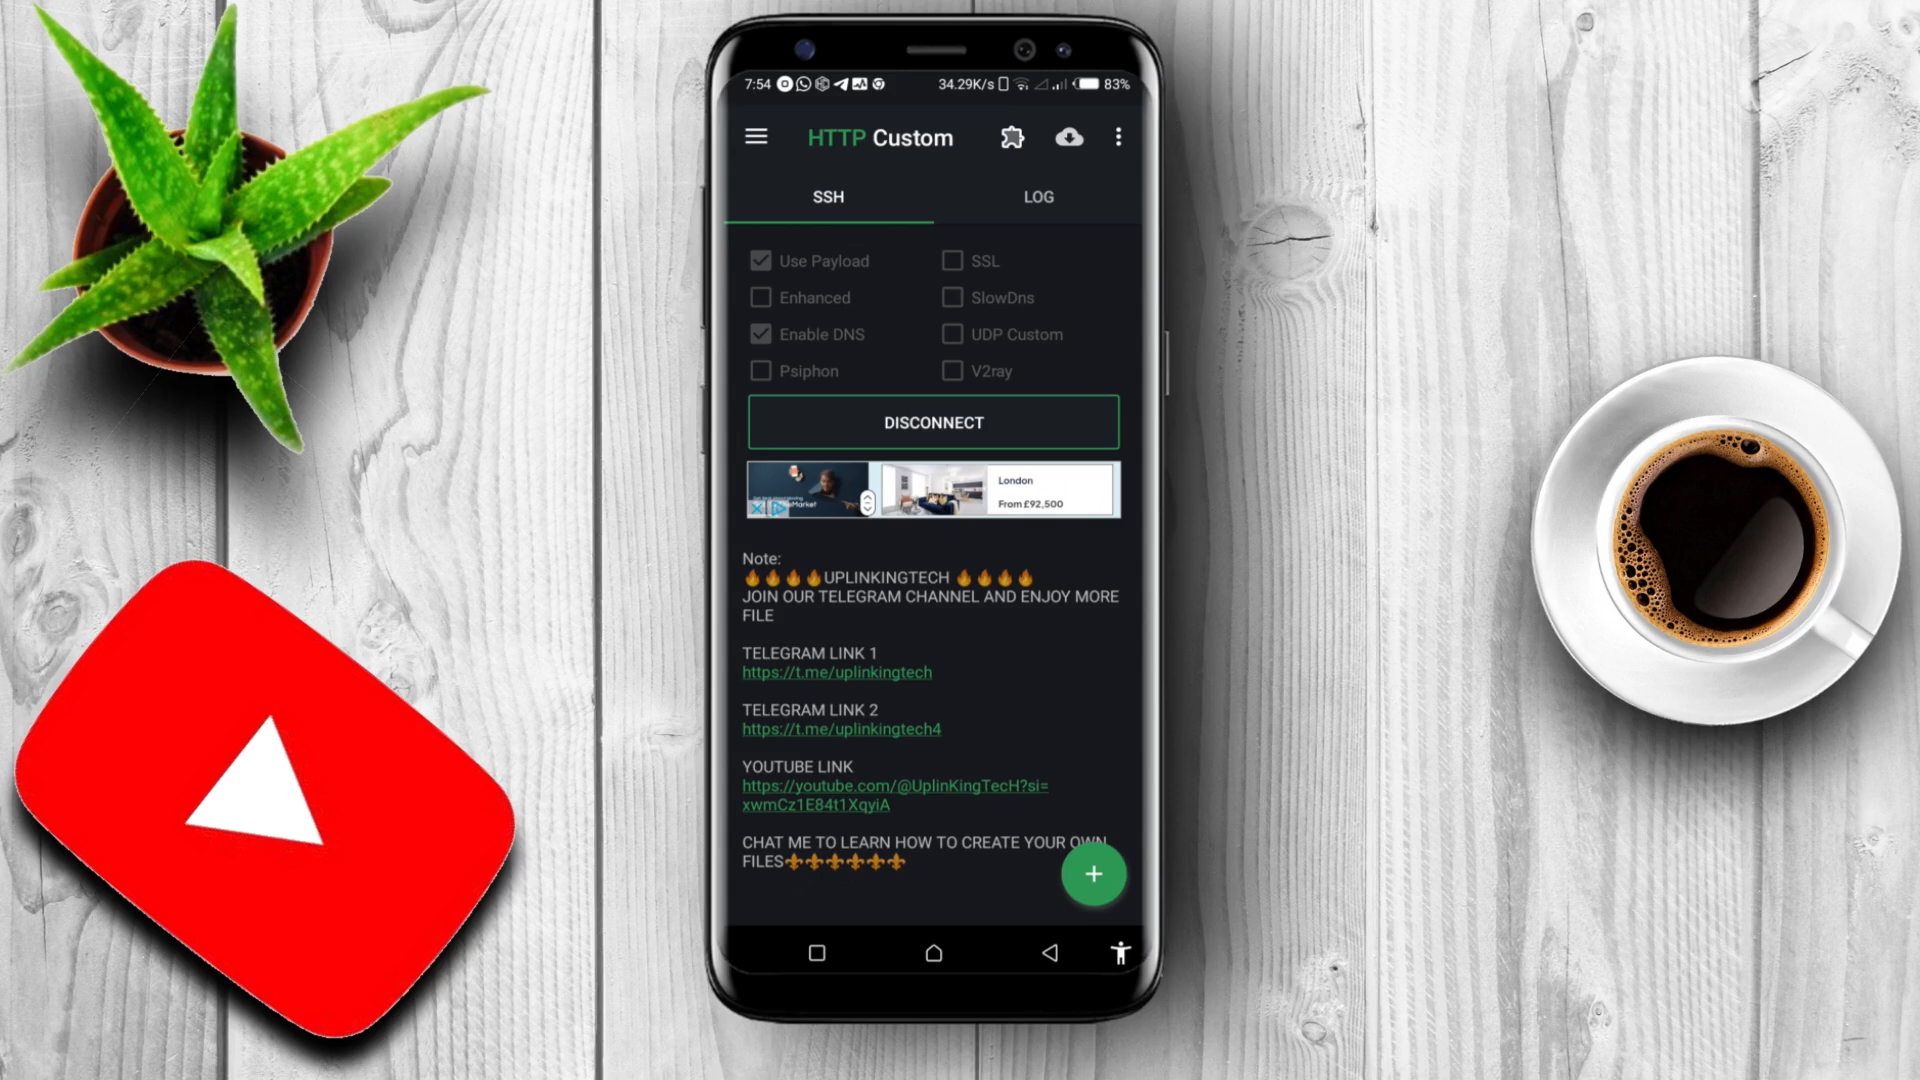 7:54 34.29K/s 83%
HTTP Custom
SSH LOG
Use Payload SSL
Enhanced SlowDns
Enable DNS UDP Custom
Psiphon V2ray
DISCONNECT
London
From £92,500
Note:
🔥🔥🔥🔥UPLINKINGTECH 🔥🔥🔥🔥
JOIN OUR TELEGRAM CHANNEL AND ENJOY MORE
FILE
TELEGRAM LINK 1
https://t.me/uplinkingtech
TELEGRAM LINK 2
https://t.me/uplinkingtech4
YOUTUBE LINK
https://youtube.com/@UplinKingTecH?si=
xwmCz1E84t1XqyiA
CHAT ME TO LEARN HOW TO CREATE YOUR OWN
FILES⚜⚜⚜⚜⚜⚜